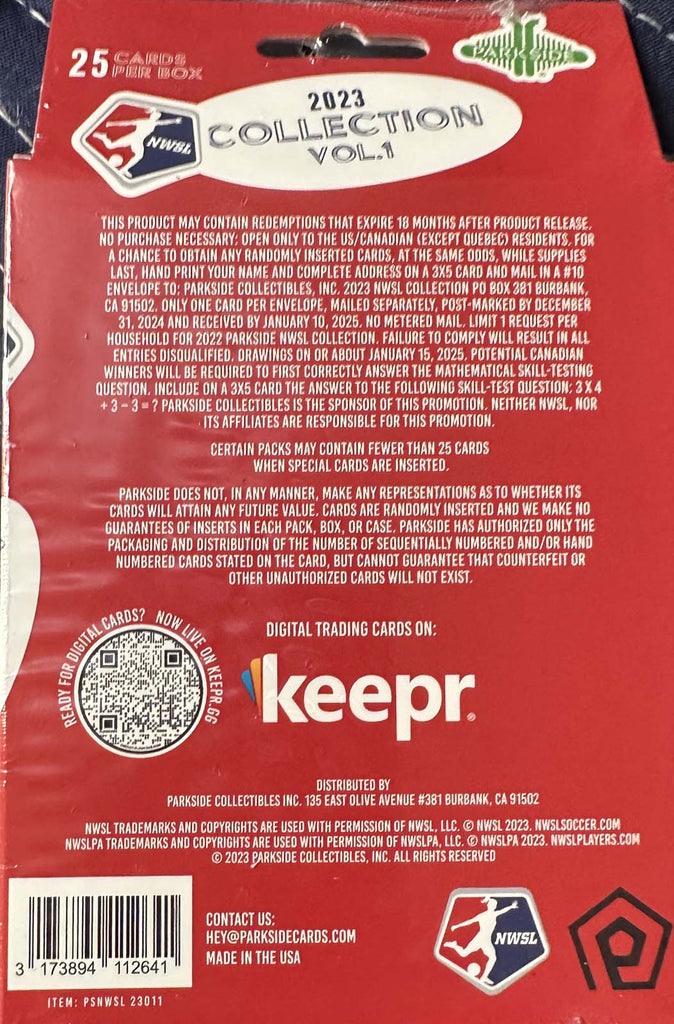 25 CARDS
PER BOX
PARKSIDE
®
NWSL
2023
COLLECTION
VOL.1
THIS PRODUCT MAY CONTAIN REDEMPTIONS THAT EXPIRE 18 MONTHS AFTER PRODUCT RELEASE.
NO PURCHASE NECESSARY: OPEN ONLY TO THE US/CANADIAN (EXCEPT QUEBEC) RESIDENTS. FOR
A CHANCE TO OBTAIN ANY RANDOMLY INSERTED CARDS, AT THE SAME ODDS, WHILE SUPPLIES
LAST, HAND PRINT YOUR NAME AND COMPLETE ADDRESS ON A 3X5 CARD AND MAIL IN A #10
ENVELOPE TO: PARKSIDE COLLECTIBLES, INC. 2023 NWSL COLLECTION PO BOX 381 BURBANK,
CA 91502. ONLY ONE CARD PER ENVELOPE, MAILED SEPARATELY, POST-MARKED BY DECEMBER
31, 2024 AND RECEIVED BY JANUARY 10, 2025. NO METERED MAIL. LIMIT 1 REQUEST PER
HOUSEHOLD FOR 2022 PARKSIDE NWSL COLLECTION. FAILURE TO COMPLY WILL RESULT IN ALL
ENTRIES DISQUALIFIED. DRAWINGS ON OR ABOUT JANUARY 15, 2025. POTENTIAL CANADIAN
WINNERS WILL BE REQUIRED TO FIRST CORRECTLY ANSWER THE MATHEMATICAL SKILL-TESTING
QUESTION. INCLUDE ON A 3X5 CARD THE ANSWER TO THE FOLLOWING SKILL-TEST QUESTION: 3 X 4
+ 3 - 3 = ? PARKSIDE COLLECTIBLES IS THE SPONSOR OF THIS PROMOTION. NEITHER NWSL, NOR
ITS AFFILIATES ARE RESPONSIBLE FOR THIS PROMOTION.
CERTAIN PACKS MAY CONTAIN FEWER THAN 25 CARDS
WHEN SPECIAL CARDS ARE INSERTED.
PARKSIDE DOES NOT, IN ANY MANNER, MAKE ANY REPRESENTATIONS AS TO WHETHER ITS
CARDS WILL ATTAIN ANY FUTURE VALUE. CARDS ARE RANDOMLY INSERTED AND WE MAKE NO
GUARANTEES OF INSERTS IN EACH PACK, BOX, OR CASE. PARKSIDE HAS AUTHORIZED ONLY THE
PACKAGING AND DISTRIBUTION OF THE NUMBER OF SEQUENTIALLY NUMBERED AND/OR HAND
NUMBERED CARDS STATED ON THE CARD, BUT CANNOT GUARANTEE THAT COUNTERFEIT OR
OTHER UNAUTHORIZED CARDS WILL NOT EXIST.
READY FOR DIGITAL CARDS? NOW LIVE ON KEEPR.GG
DIGITAL TRADING CARDS ON:
keepr®
DISTRIBUTED BY
PARKSIDE COLLECTIBLES INC. 135 EAST OLIVE AVENUE #381 BURBANK, CA 91502
NWSL TRADEMARKS AND COPYRIGHTS ARE USED WITH PERMISSION OF NWSL, LLC. © NWSL 2023. NWSLSOCCER.COM
NWSLPA TRADEMARKS AND COPYRIGHTS ARE USED WITH PERMISSION OF NWSLPA, LLC. © NWSLPA 2023. NWSLPLAYERS.COM
© 2023 PARKSIDE COLLECTIBLES, INC. ALL RIGHTS RESERVED
3 173894 112641
ITEM: PSNWSL 23011
CONTACT US:
HEY@PARKSIDECARDS.COM
MADE IN THE USA
NWSL